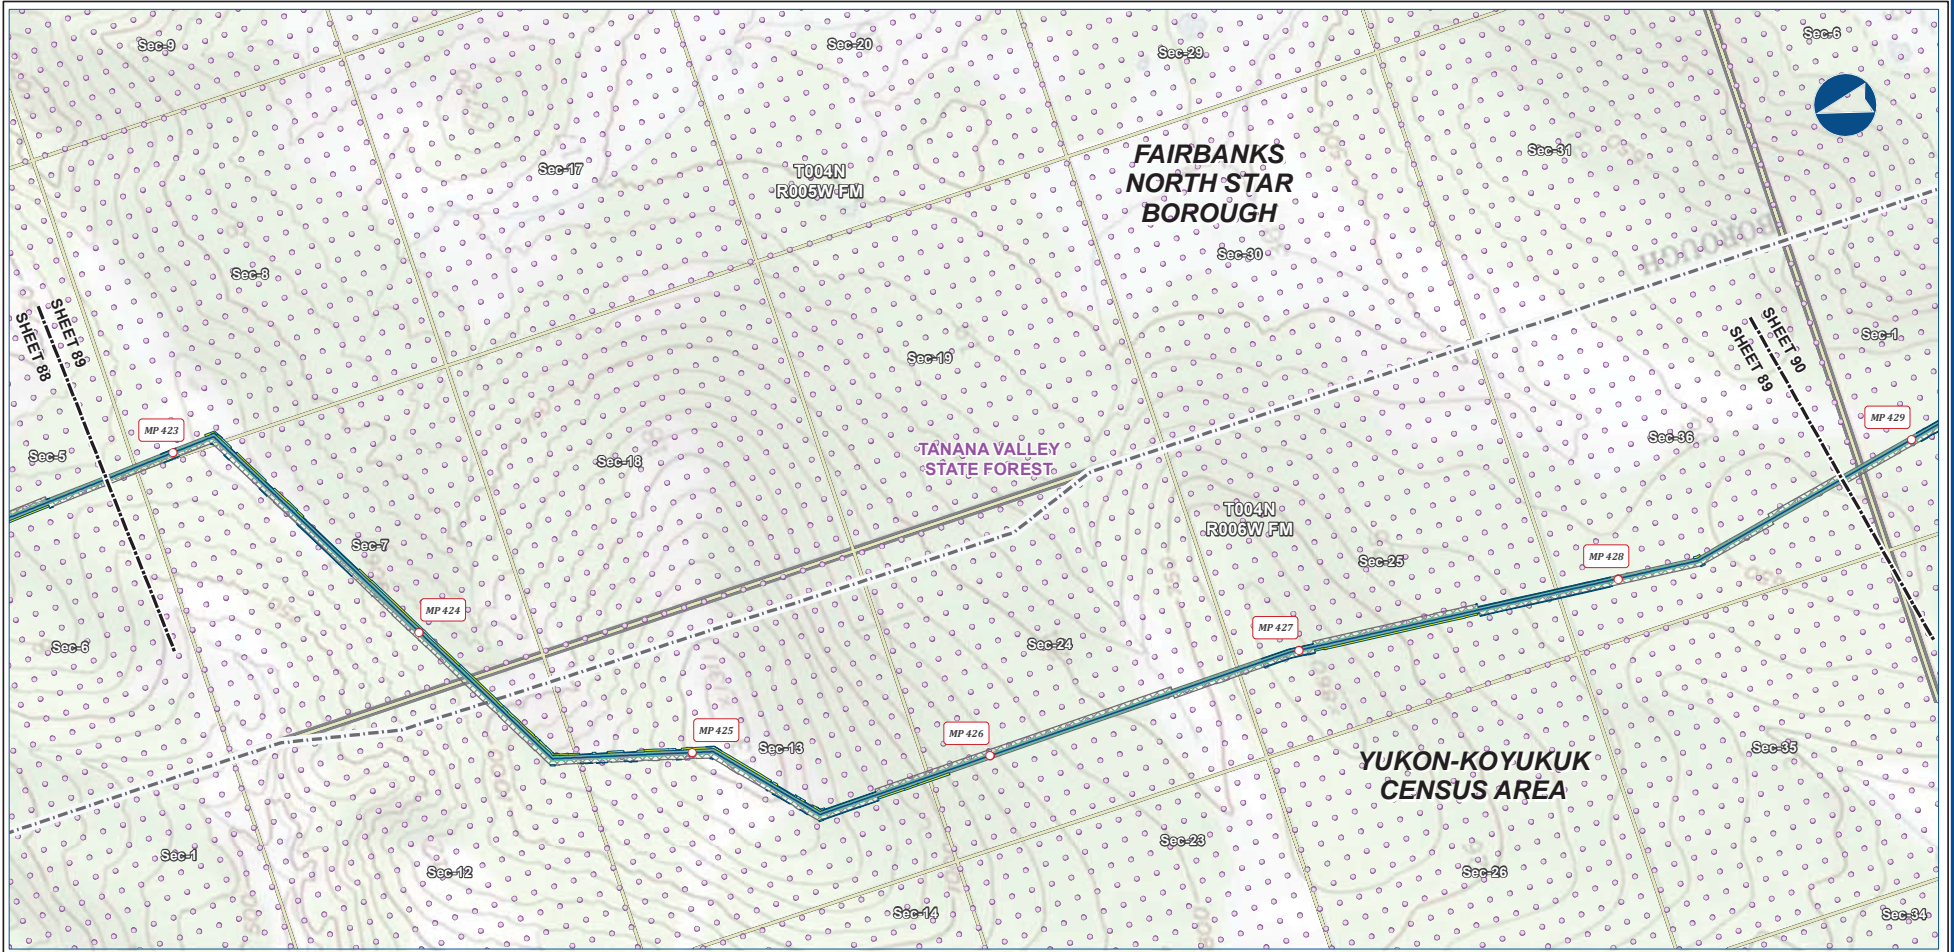 Sec-9
Sec-20
Sec-29
Sec-6
Sec-17
T004N
R005W FM
FAIRBANKS
NORTH STAR
BOROUGH
Sec-31
Sec-8
Sec-30
BOROUGH
SHEET 89
SHEET 88
Sec-19
SHEET 90
SHEET 89
Sec-1
MP 423
Sec-5
Sec-18
TANANA VALLEY
STATE FOREST
Sec-36
MP 429
T004N
R006W FM
Sec-7
Sec-25
MP 428
MP 424
Sec-6
Sec-24
MP 427
MP 425
Sec-13
MP 426
YUKON-KOYUKUK
CENSUS AREA
Sec-35
Sec-1
Sec-12
Sec-23
Sec-26
Sec-14
Sec-34